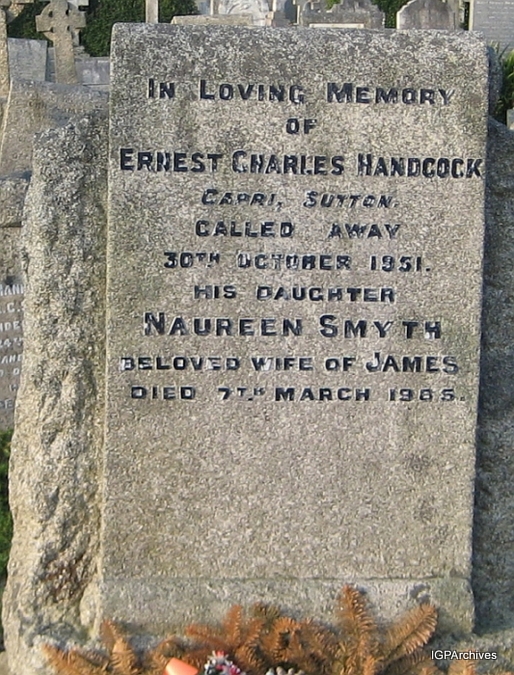 IN LOVING MEMORY
OF
ERNEST CHARLES HANDCOCK
CAPRI, SUTTON.
CALLED AWAY
30TH OCTOBER 1951.
HIS DAUGHTER
NAUREEN SMYTH
BELOVED WIFE OF JAMES
DIED 7TH MARCH 1965.
IGPArchives